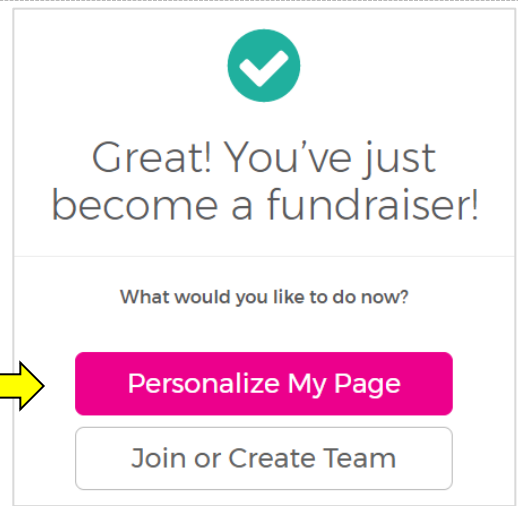 Great! You’ve just
become a fundraiser!
What would you like to do now?
Personalize My Page
Join or Create Team